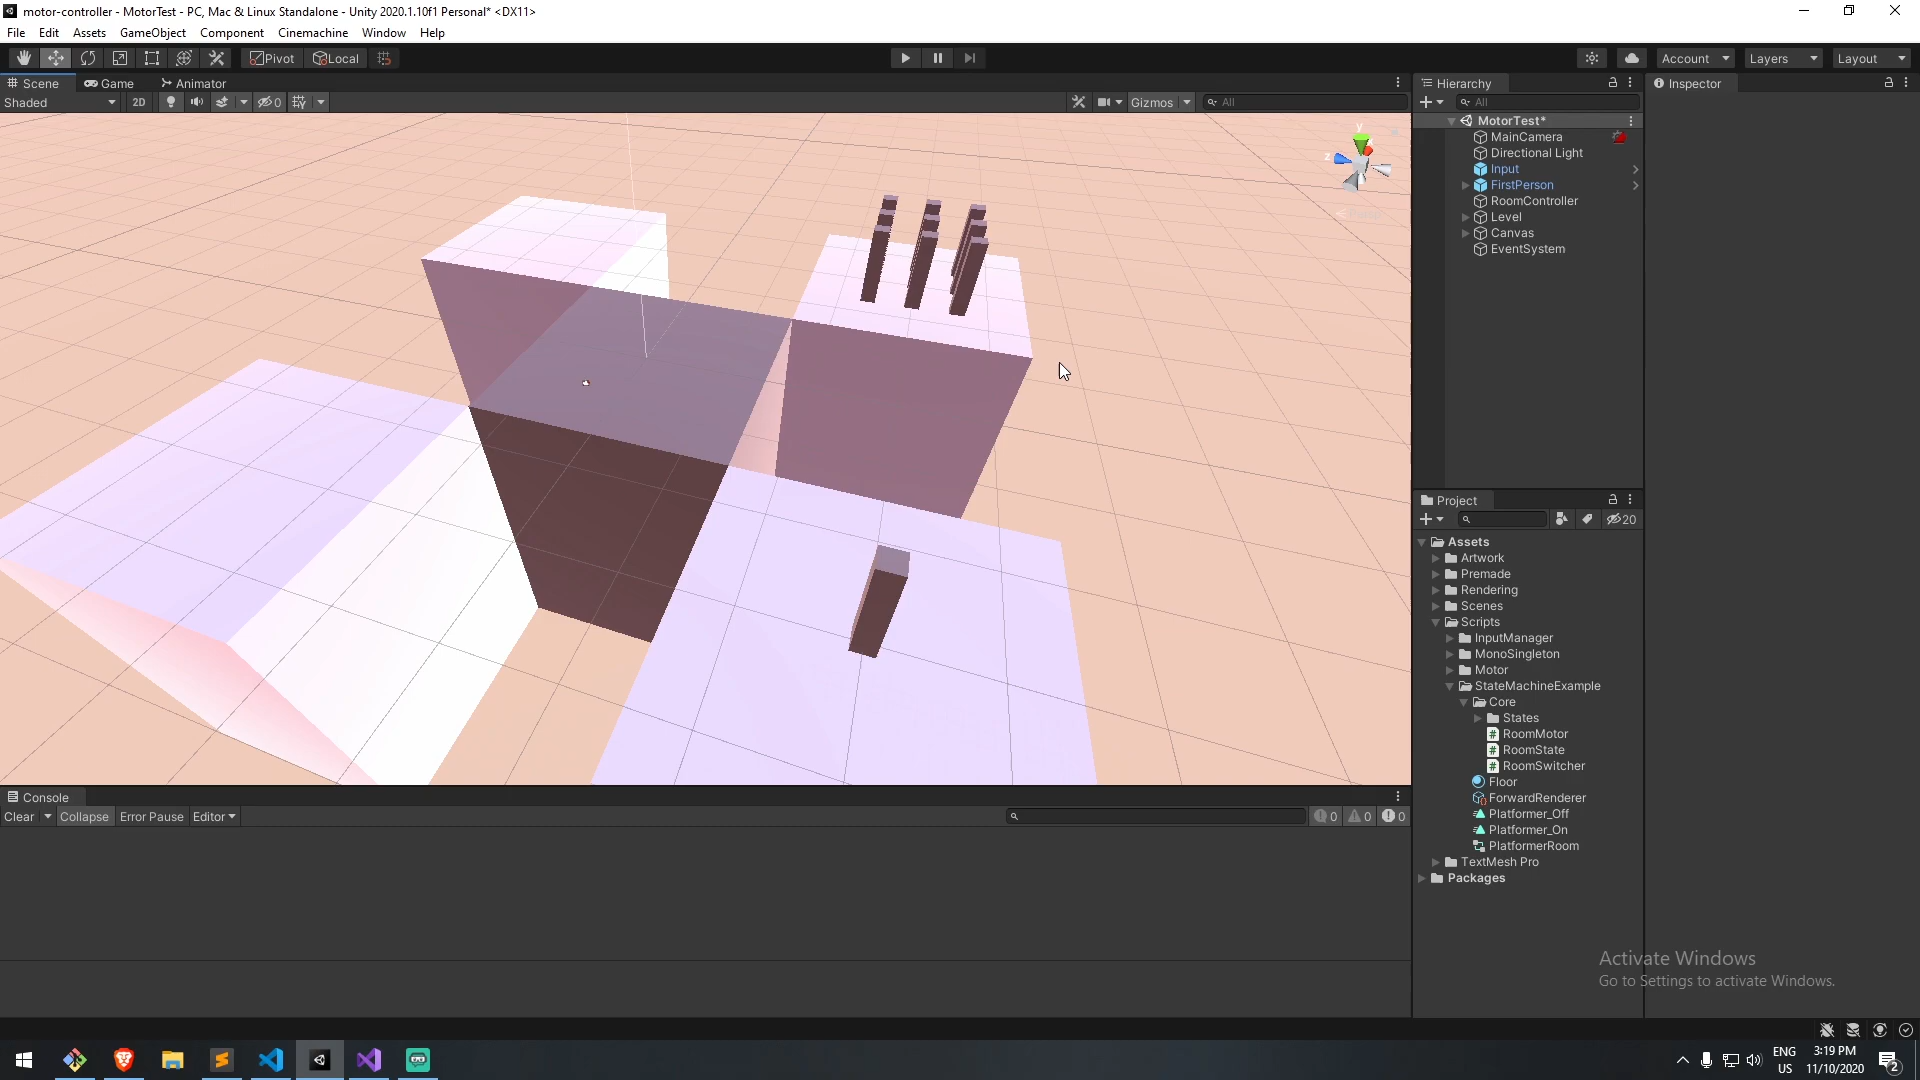 motor-controller - MotorTest - PC, Mac & Linux Standalone - Unity 2020.1.10f1 Personal* <DX11>
File Edit Assets GameObject Component Cinemachine Window Help
Pivot Local Account Layers Layout
Scene Game Animator
Shaded 2D 0 Gizmos All
y
z
Hierarchy
All
MotorTest*
MainCamera
Directional Light
Input
FirstPerson
RoomController
Level
Canvas
EventSystem
Inspector
Project
20
Assets
Artwork
Premade
Rendering
Scenes
Scripts
InputManager
MonoSingleton
Motor
StateMachineExample
Core
States
RoomMotor
RoomState
RoomSwitcher
Floor
ForwardRenderer
Platformer_Off
Platformer_On
PlatformerRoom
TextMesh Pro
Packages
Console
Clear Collapse Error Pause Editor 0 0 0
Activate Windows
Go to Settings to activate Windows.
ENG
US
3:19 PM
11/10/2020
2